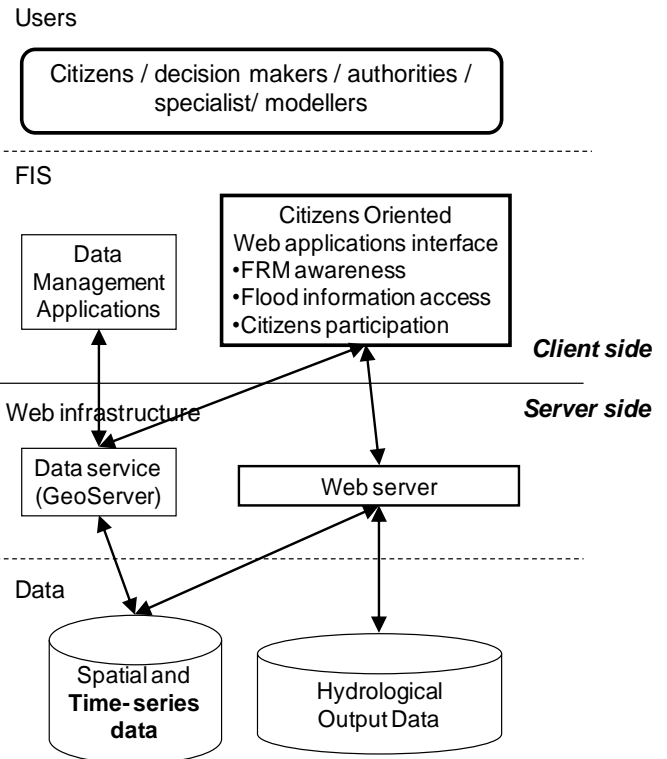 Users
Citizens / decision makers / authorities /
specialist/ modellers
FIS
Data
Management
Applications
Citizens Oriented
Web applications interface
•FRM awareness
•Flood information access
•Citizens participation
Client side
Server side
Web infrastructure
Data service
(GeoServer)
Web server
Data
Spatial and
Time-series
data
Hydrological
Output Data